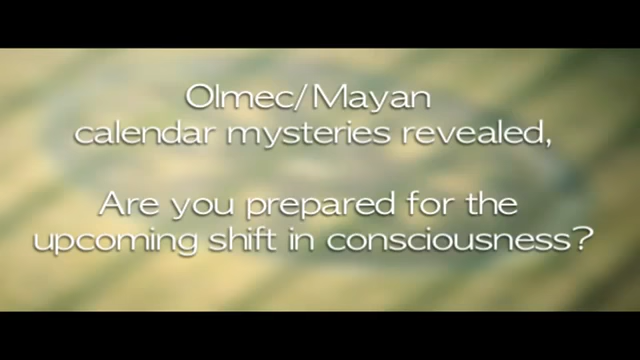 Olmec/Mayan
calendar mysteries revealed,
Are you prepared for the
upcoming shift in consciousness?